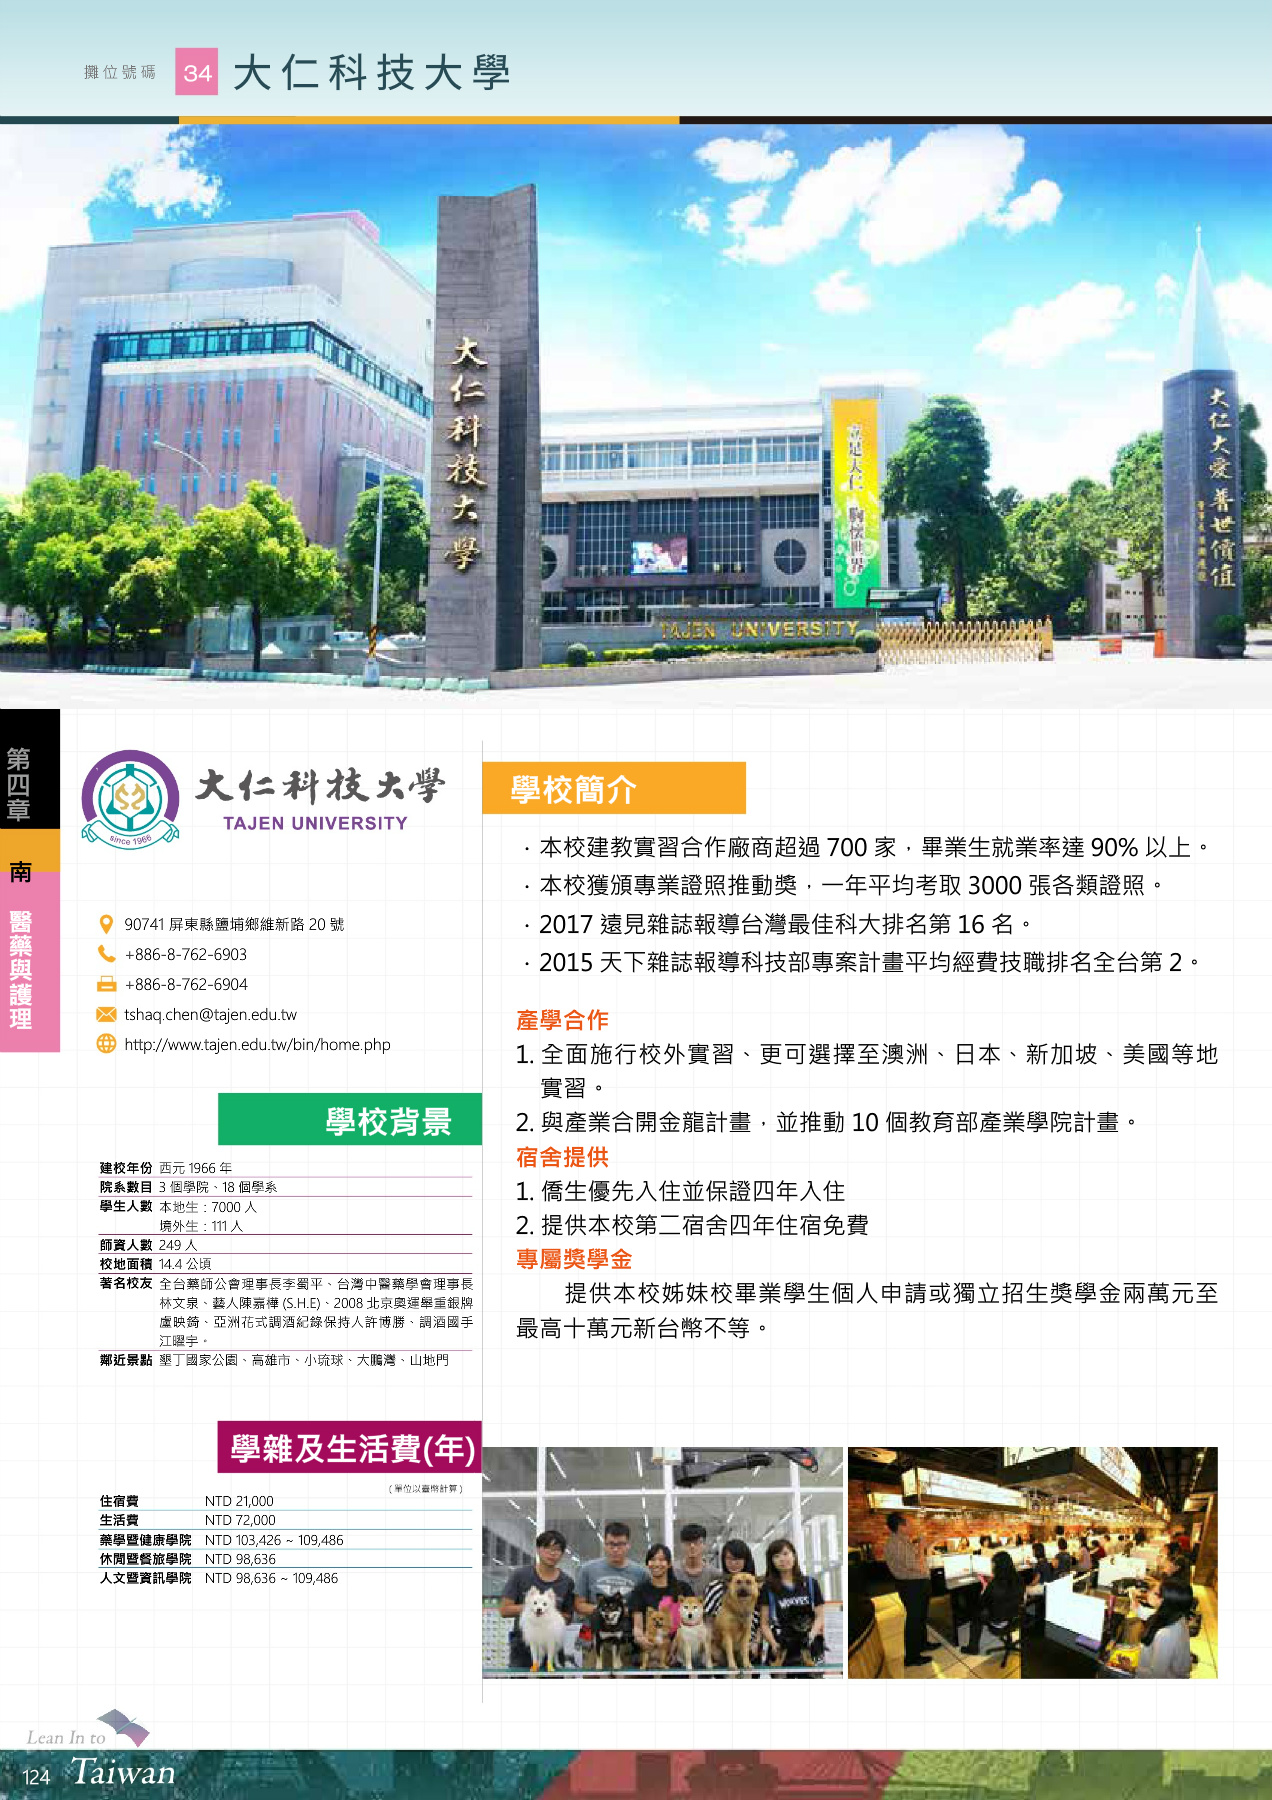 攤位號碼 34 大仁科技大學
大仁科技大學
立足大仁 胸懷世界
TAJEN UNIVERSITY
大仁大愛 普世價值
第四章
南
醫藥與護理
大仁科技大學
TAJEN UNIVERSITY
since 1966
90741 屏東縣鹽埔鄉維新路 20 號
+886-8-762-6903
+886-8-762-6904
tshaq.chen@tajen.edu.tw
http://www.tajen.edu.tw/bin/home.php
學校背景
建校年份 西元 1966 年
院系數目 3 個學院、18 個學系
學生人數 本地生：7000 人
境外生：111 人
師資人數 249 人
校地面積 14.4 公頃
著名校友 全台藥師公會理事長李蜀平、台灣中醫藥學會理事長
林文泉、藝人陳嘉樺 (S.H.E)、2008 北京奧運舉重銀牌
盧映錡、亞洲花式調酒紀錄保持人許博勝、調酒國手
江曜宇。
鄰近景點 墾丁國家公園、高雄市、小琉球、大鵬灣、山地門
學雜及生活費(年)
(單位以臺幣計算)
住宿費 NTD 21,000
生活費 NTD 72,000
藥學暨健康學院 NTD 103,426 ~ 109,486
休閒暨餐旅學院 NTD 98,636
人文暨資訊學院 NTD 98,636 ~ 109,486
學校簡介
．本校建教實習合作廠商超過 700 家，畢業生就業率達 90% 以上。
．本校獲頒專業證照推動獎，一年平均考取 3000 張各類證照。
．2017 遠見雜誌報導台灣最佳科大排名第 16 名。
．2015 天下雜誌報導科技部專案計畫平均經費技職排名全台第 2。
產學合作
1. 全面施行校外實習、更可選擇至澳洲、日本、新加坡、美國等地
實習。
2. 與產業合開金龍計畫，並推動 10 個教育部產業學院計畫。
宿舍提供
1. 僑生優先入住並保證四年入住
2. 提供本校第二宿舍四年住宿免費
專屬獎學金
提供本校姊妹校畢業學生個人申請或獨立招生獎學金兩萬元至
最高十萬元新台幣不等。
Lean In to
124 Taiwan